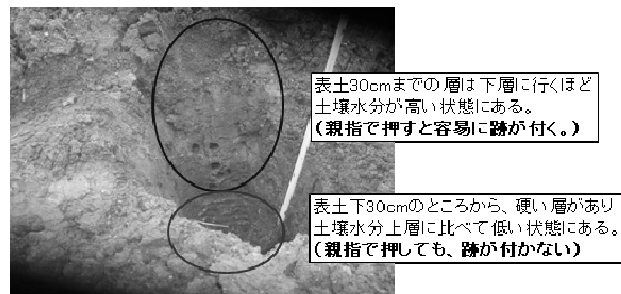 表土30cmまでの層は下層に行くほど
土壌水分が高い状態にある。
(親指で押すと容易に跡が付く。)
表土下30cmのところから、硬い層があり
土壌水分上層に比べて低い状態にある。
(親指で押しても、跡が付かない)